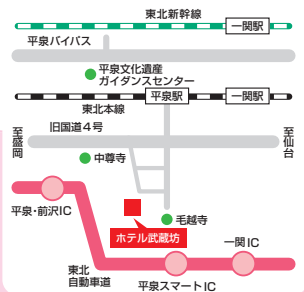 東北新幹線
一関駅
平泉バイパス
平泉文化遺産
ガイダンスセンター
平泉駅
一関駅
東北本線
旧国道4号
至盛岡
至仙台
中尊寺
平泉・前沢IC
毛越寺
ホテル武蔵坊
一関IC
東北
自動車道
平泉スマートIC